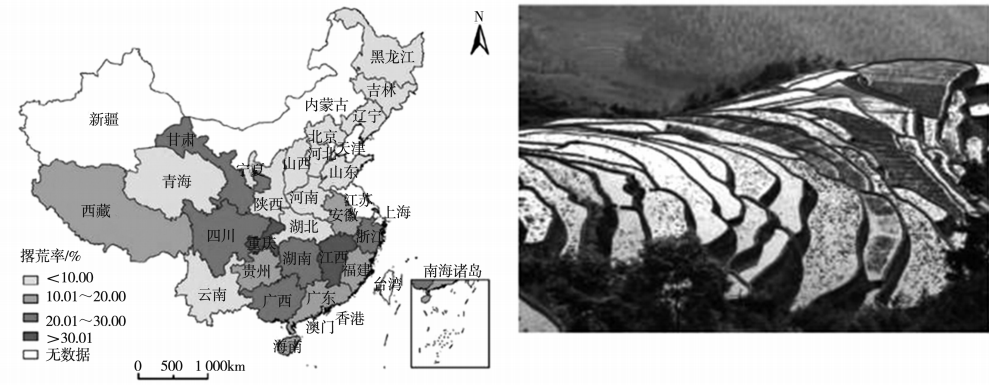 N
黑龙江
吉林
辽宁
内蒙古
新疆
北京
天津
甘肃
河北
宁夏
山西
山东
青海
陕西
河南
江苏
西藏
安徽
上海
四川
湖北
重庆
浙江
撂荒率/%
湖南
江西
贵州
福建
<10.00
云南
广西
广东
台湾
南海诸岛
10.01~20.00
香港
20.01~30.00
澳门
>30.01
海南
无数据
0 500 1 000km